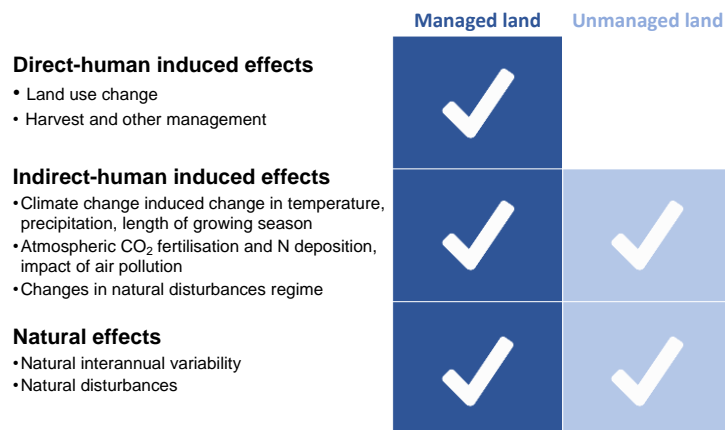 Managed land Unmanaged land
Direct-human induced effects
• Land use change
• Harvest and other management
Indirect-human induced effects
•Climate change induced change in temperature,
precipitation, length of growing season
•Atmospheric CO₂ fertilisation and N deposition,
impact of air pollution
•Changes in natural disturbances regime
Natural effects
•Natural interannual variability
•Natural disturbances